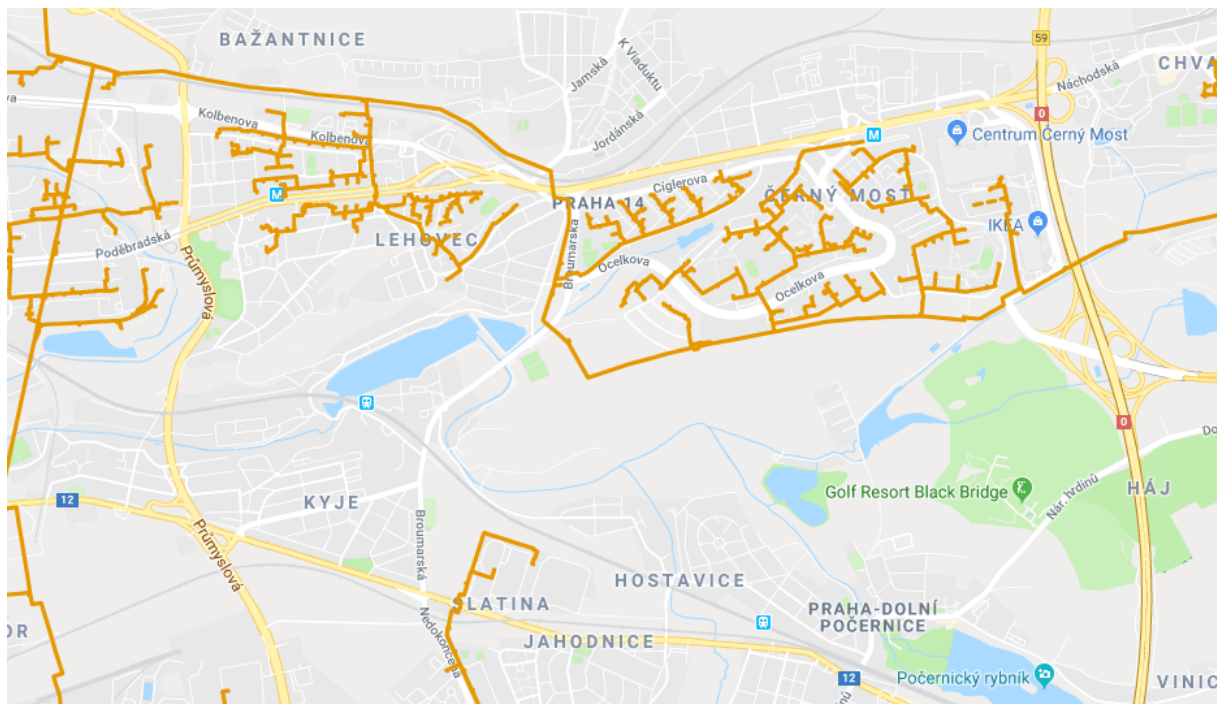 BAŽANTNICE
K Viaduktu
Jamská
59
CHVA
Náchodská
Kolbenova
Kolbenova
Jordánská
0
M
Centrum Černý Most
M
Ciglerova
ČERNÝ MOST
PRAHA 14
IKEA
Poděbradská
LEHOVEC
Průmyslová
Broumarská
Ocelkova
Ocelkova
0
Do
12
KYJE
Golf Resort Black Bridge
HÁJ
Nár. hrdinů
Průmyslová
Broumarská
HOSTAVICE
SLATINA
PRAHA-DOLNÍ
POČERNICE
OR
Nedokončená
JAHODNICE
12
Počernický rybník
VINIC